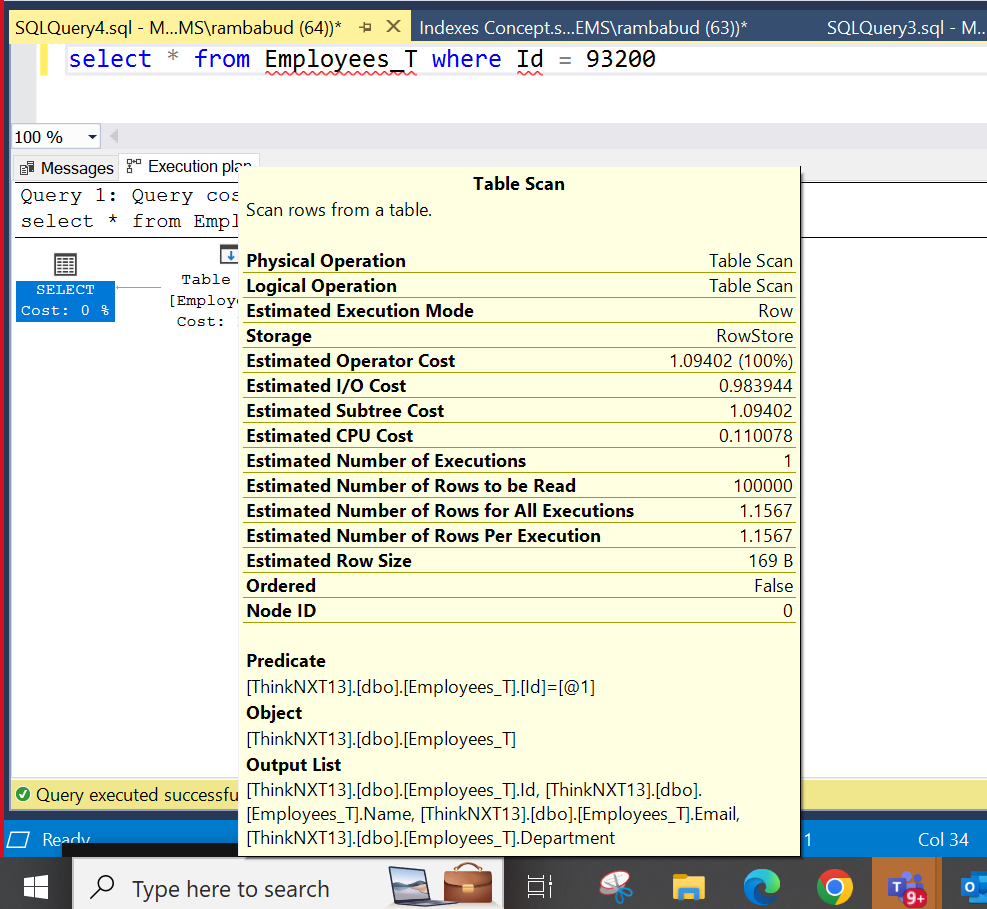 SQLQuery4.sql - M...MS\rambabud (64))* Indexes Concept.s...EMS\rambabud (63))* SQLQuery3.sql - M...
select * from Employees_T where Id = 93200
100 %
Messages Execution plan
Query 1: Query cos
select * from Empl
SELECT
Cost: 0 %
Table
[Employ
Cost:
Table Scan
Scan rows from a table.
Physical Operation Table Scan
Logical Operation Table Scan
Estimated Execution Mode Row
Storage RowStore
Estimated Operator Cost 1.09402 (100%)
Estimated I/O Cost 0.983944
Estimated Subtree Cost 1.09402
Estimated CPU Cost 0.110078
Estimated Number of Executions 1
Estimated Number of Rows to be Read 100000
Estimated Number of Rows for All Executions 1.1567
Estimated Number of Rows Per Execution 1.1567
Estimated Row Size 169 B
Ordered False
Node ID 0
Predicate
[ThinkNXT13].[dbo].[Employees_T].[Id]=[@1]
Object
[ThinkNXT13].[dbo].[Employees_T]
Output List
[ThinkNXT13].[dbo].[Employees_T].Id, [ThinkNXT13].[dbo].
[Employees_T].Name, [ThinkNXT13].[dbo].[Employees_T].Email,
[ThinkNXT13].[dbo].[Employees_T].Department
Query executed successfu
Ready 1 Col 34
Type here to search
9+